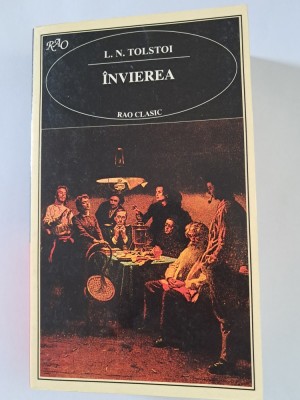 RAO
L. N. TOLSTOI
ÎNVIEREA
RAO CLASIC